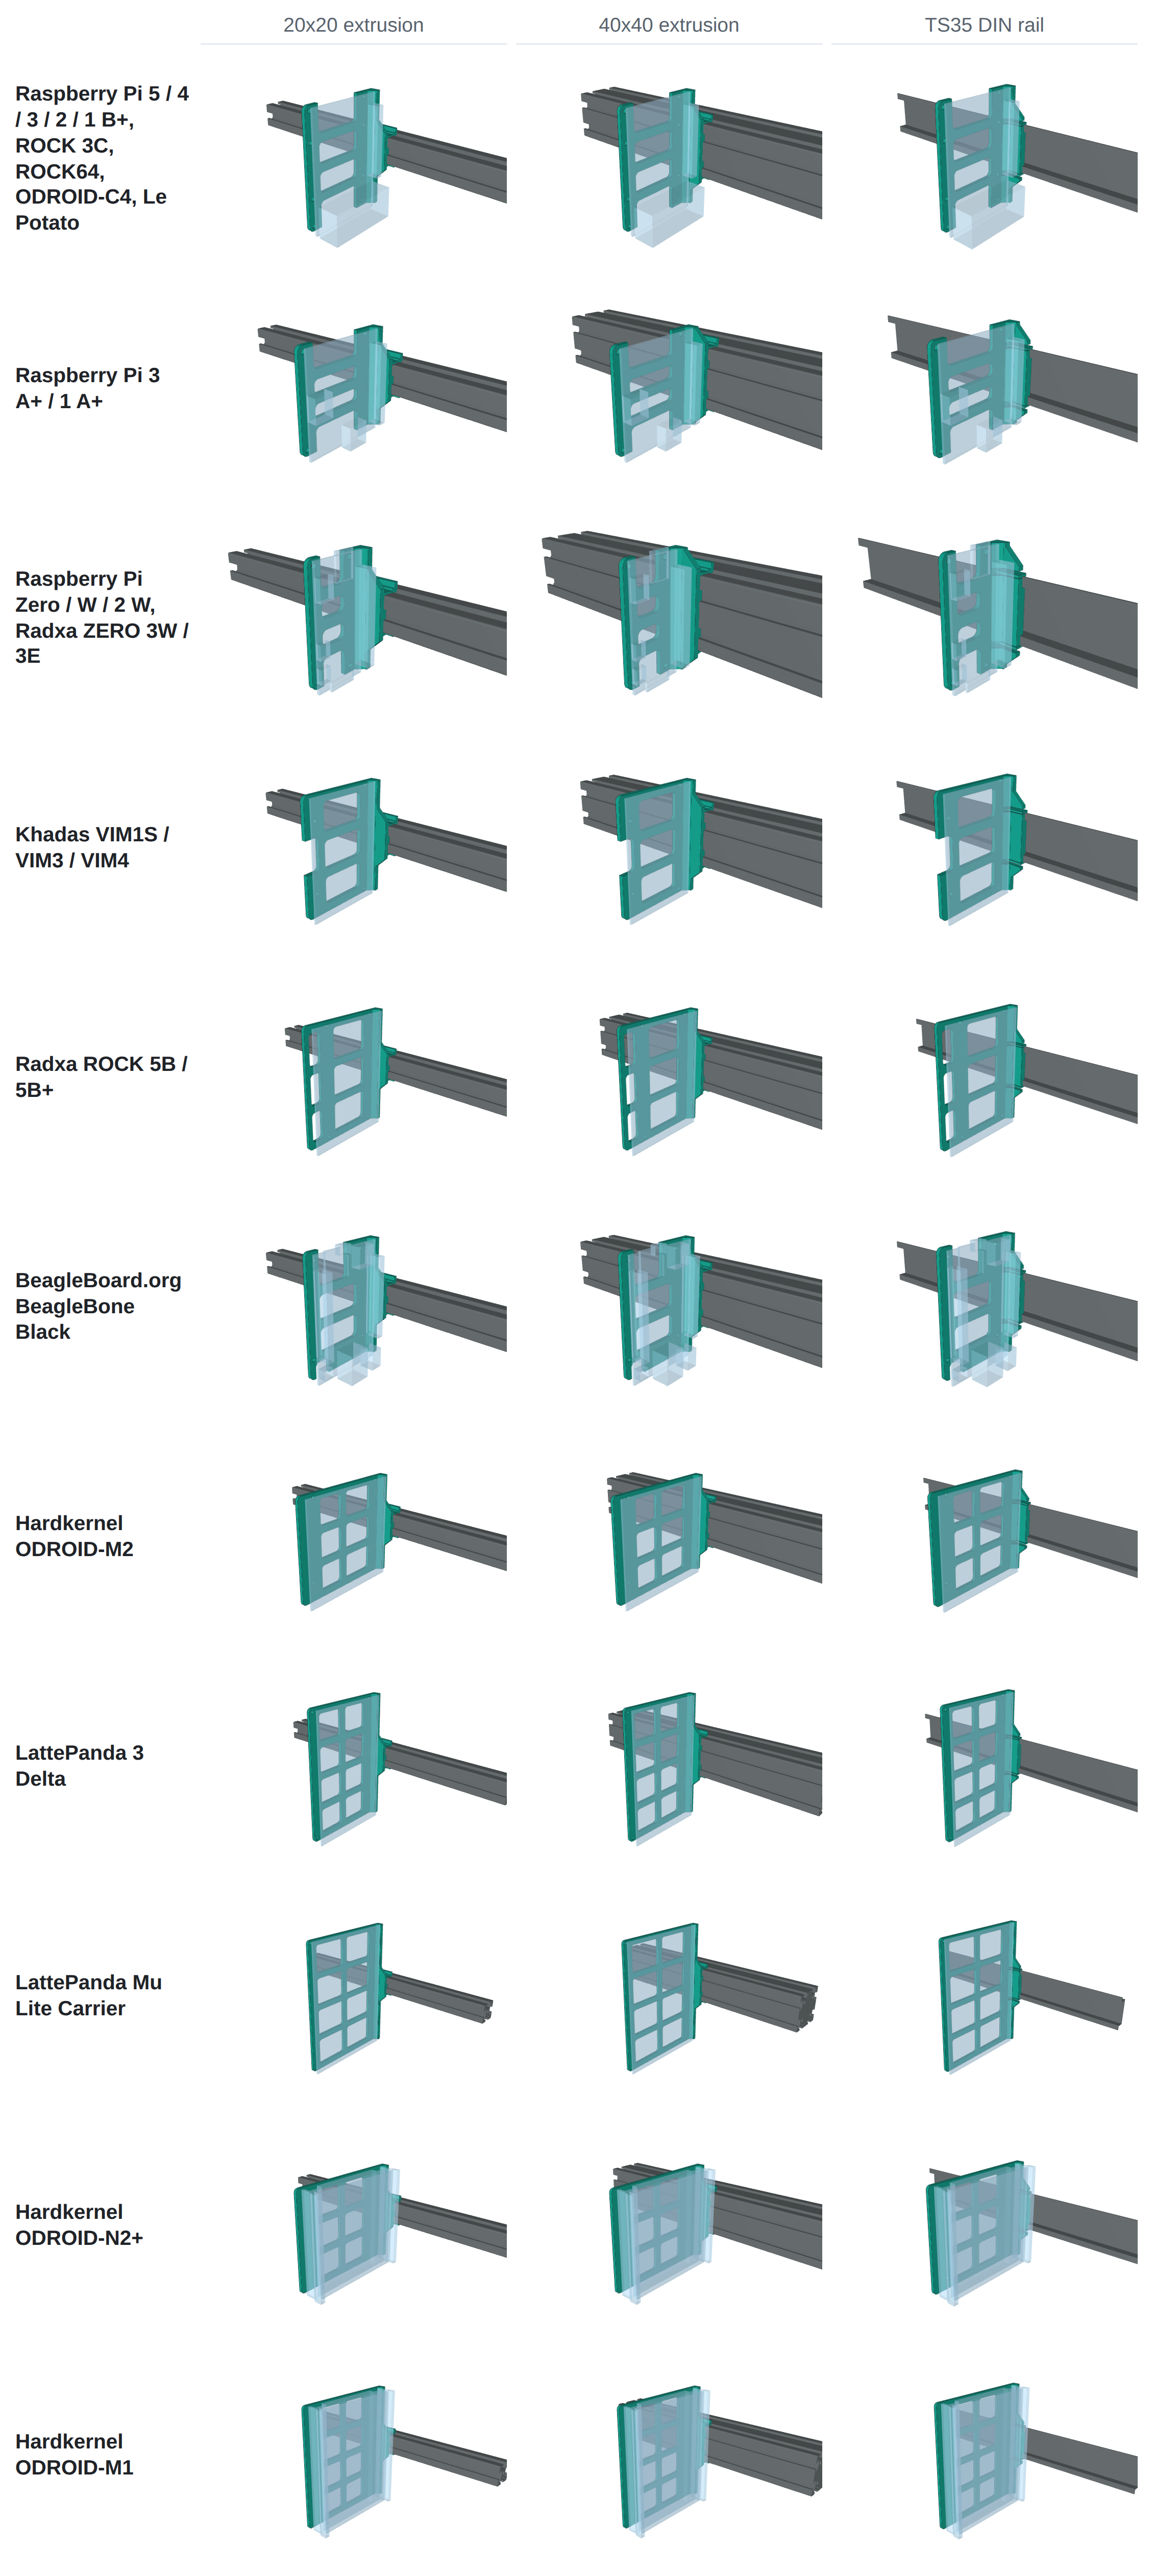 20x20 extrusion
40x40 extrusion
TS35 DIN rail
Raspberry Pi 5 / 4
/ 3 / 2 / 1 B+,
ROCK 3C,
ROCK64,
ODROID-C4, Le
Potato
Raspberry Pi 3
A+ / 1 A+
Raspberry Pi
Zero / W / 2 W,
Radxa ZERO 3W /
3E
Khadas VIM1S /
VIM3 / VIM4
Radxa ROCK 5B /
5B+
BeagleBoard.org
BeagleBone
Black
Hardkernel
ODROID-M2
LattePanda 3
Delta
LattePanda Mu
Lite Carrier
Hardkernel
ODROID-N2+
Hardkernel
ODROID-M1